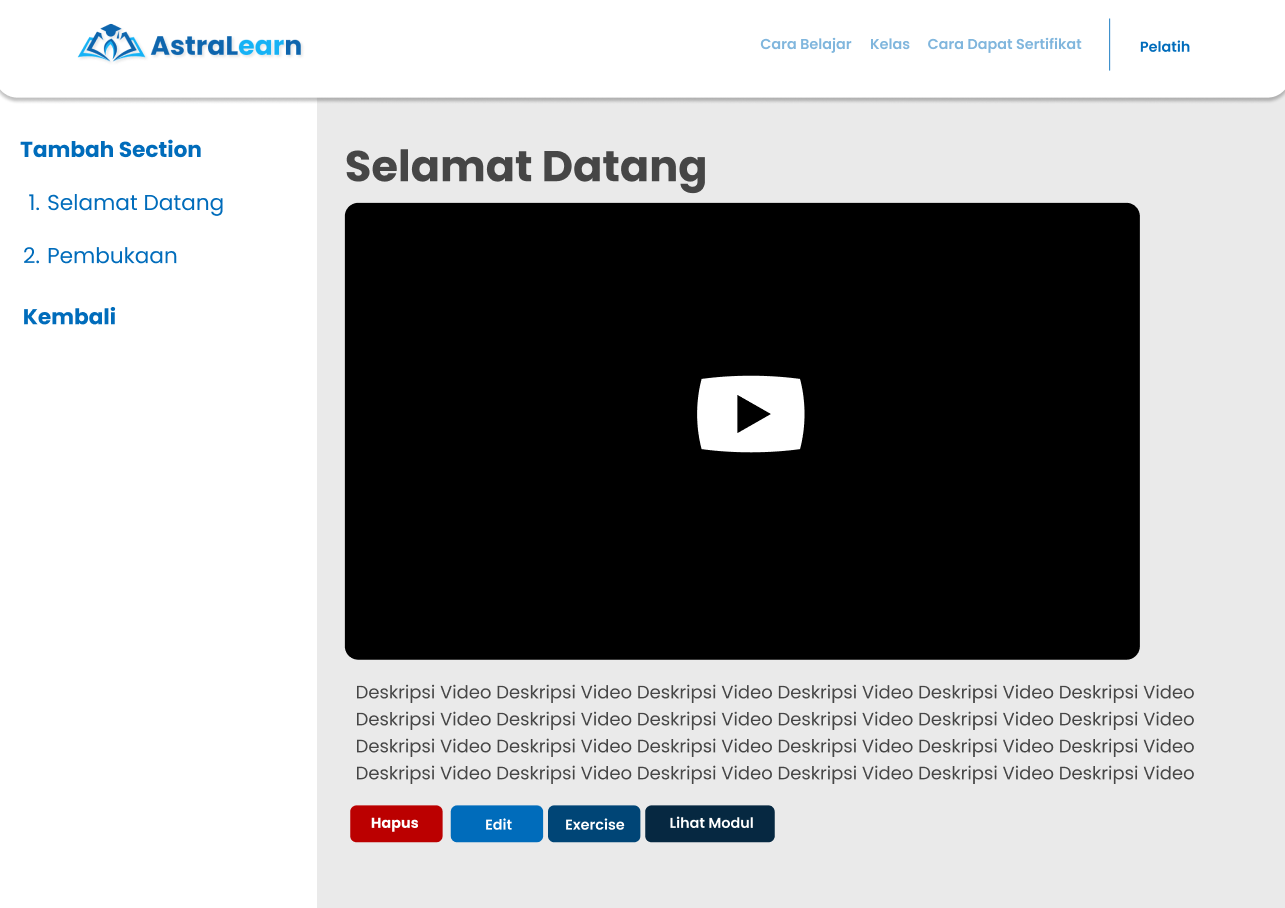 AstraLearn
Cara Belajar Kelas Cara Dapat Sertifikat Pelatih
Tambah Section
1. Selamat Datang
2. Pembukaan
Kembali
Selamat Datang
Deskripsi Video Deskripsi Video Deskripsi Video Deskripsi Video Deskripsi Video Deskripsi Video
Deskripsi Video Deskripsi Video Deskripsi Video Deskripsi Video Deskripsi Video Deskripsi Video
Deskripsi Video Deskripsi Video Deskripsi Video Deskripsi Video Deskripsi Video Deskripsi Video
Deskripsi Video Deskripsi Video Deskripsi Video Deskripsi Video Deskripsi Video Deskripsi Video
Hapus Edit Exercise Lihat Modul